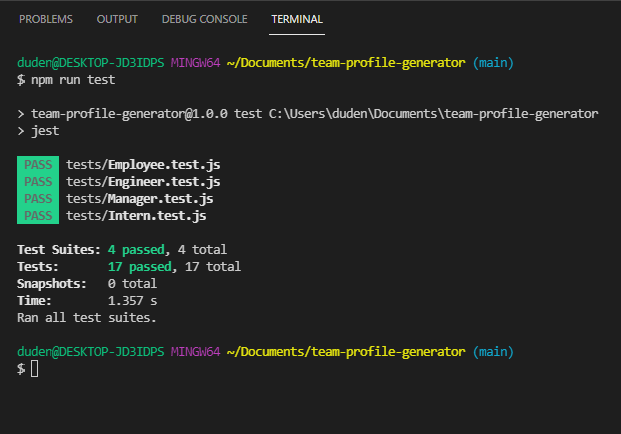 PROBLEMS OUTPUT DEBUG CONSOLE TERMINAL
duden@DESKTOP-JD3IDPS MINGW64 ~/Documents/team-profile-generator (main)
$ npm run test
> team-profile-generator@1.0.0 test C:\Users\duden\Documents\team-profile-generator
> jest
PASS tests/Employee.test.js
PASS tests/Engineer.test.js
PASS tests/Manager.test.js
PASS tests/Intern.test.js
Test Suites: 4 passed, 4 total
Tests: 17 passed, 17 total
Snapshots: 0 total
Time: 1.357 s
Ran all test suites.
duden@DESKTOP-JD3IDPS MINGW64 ~/Documents/team-profile-generator (main)
$